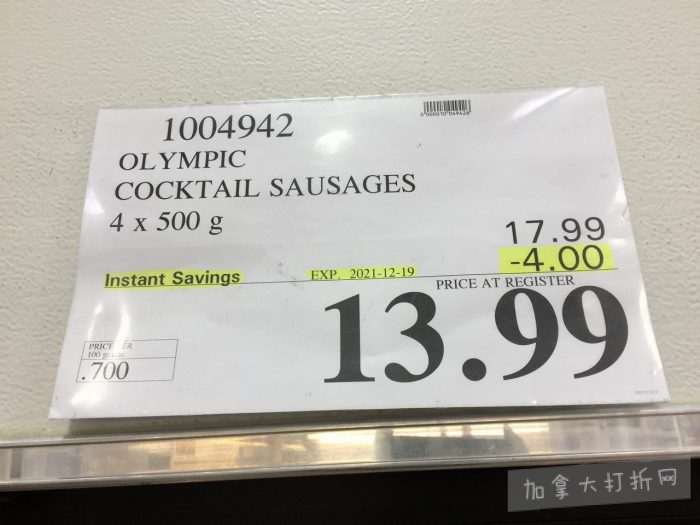 1004942
OLYMPIC
COCKTAIL SAUSAGES
4 x 500 g
17.99
Instant Savings EXP. 2021-12-19 -4.00
PRICE AT REGISTER
13.99
PRICE PER
100 g
.700
加拿大打折网